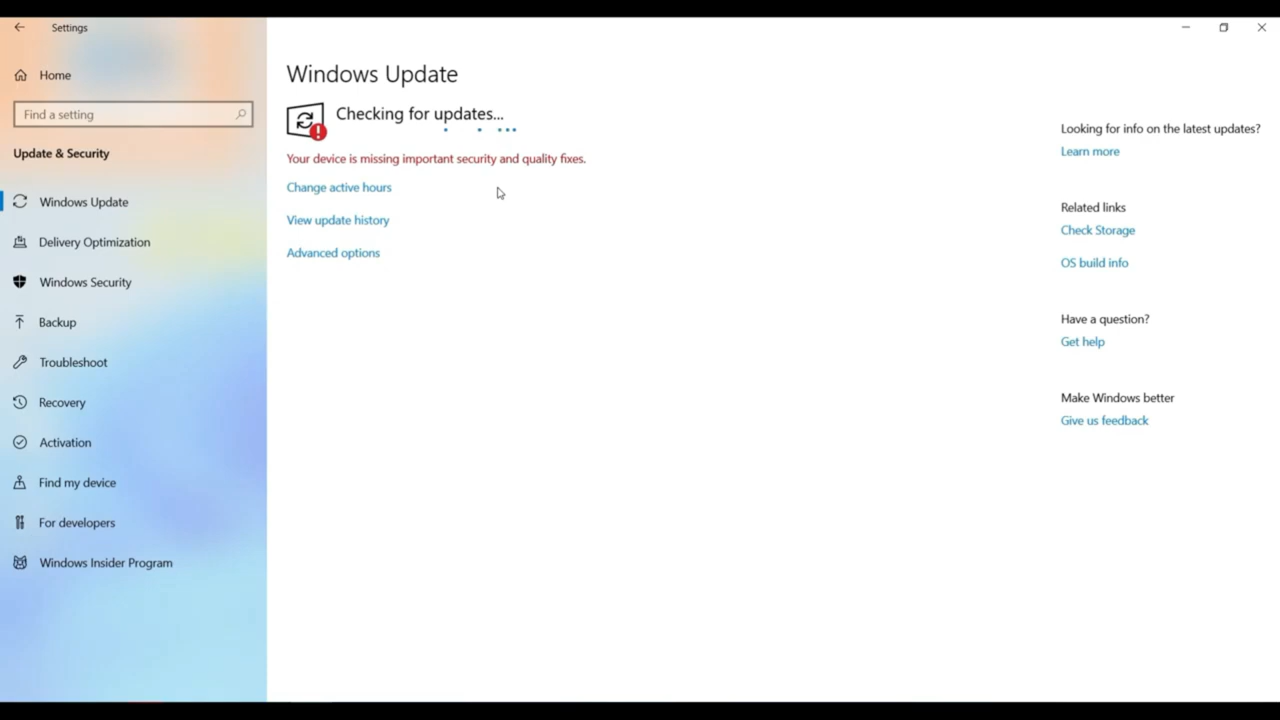 Settings
Home
Find a setting
Update & Security
Windows Update
Delivery Optimization
Windows Security
Backup
Troubleshoot
Recovery
Activation
Find my device
For developers
Windows Insider Program
Windows Update
Checking for updates...
Your device is missing important security and quality fixes.
Change active hours
View update history
Advanced options
Looking for info on the latest updates?
Learn more
Related links
Check Storage
OS build info
Have a question?
Get help
Make Windows better
Give us feedback